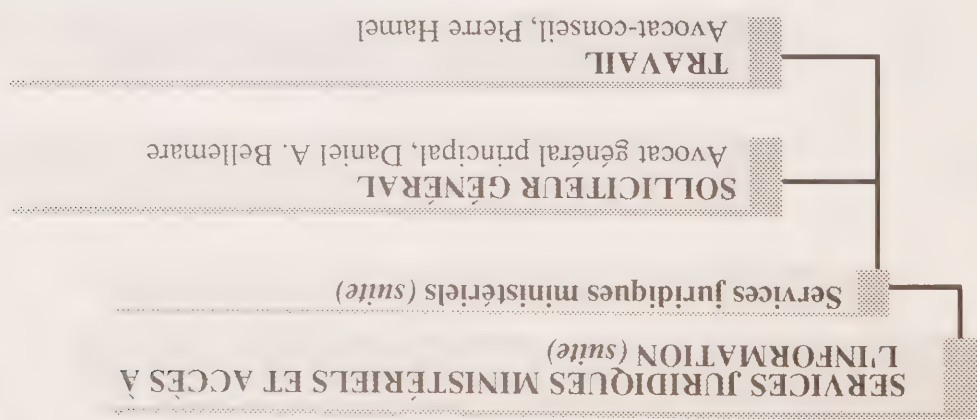 SERVICES JURIDIQUES MINISTÉRIELS ET ACCÈS À
L'INFORMATION (suite)
Services juridiques ministériels (suite)
SOLLICITEUR GÉNÉRAL
Avocat général principal, Daniel A. Bellemare
TRAVAIL
Avocat-conseil, Pierre Hamel